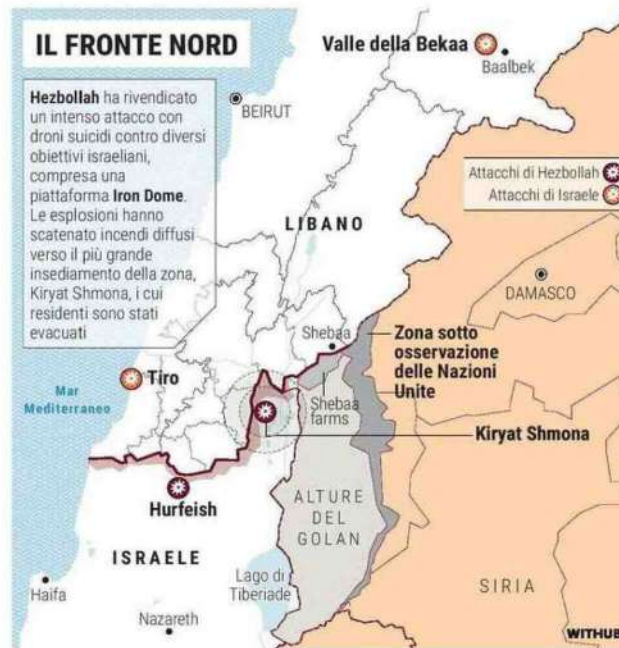 IL FRONTE NORD
Hezbollah ha rivendicato
un intenso attacco con
droni suicidi contro diversi
obiettivi israeliani,
compresa una
piattaforma Iron Dome.
Le esplosioni hanno
scatenato incendi diffusi
verso il più grande
insediamento della zona,
Kiryat Shmona, i cui
residenti sono stati
evacuati
Valle della Bekaa
Baalbek
BEIRUT
Attacchi di Hezbollah
Attacchi di Israele
LIBANO
DAMASCO
Shebaa
Zona sotto
osservazione
delle Nazioni
Unite
Tiro
Mar
Mediterraneo
Shebaa
farms
Kiryat Shmona
Hurfeish
ALTURE
DEL
GOLAN
ISRAELE
Lago di
Tiberiade
Haifa
Nazareth
SIRIA
WITHUB